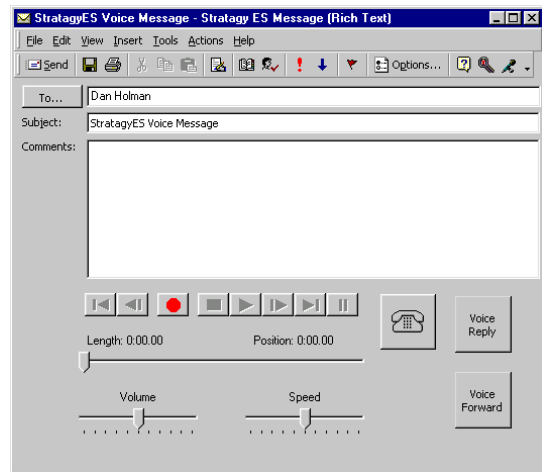 StratagyES Voice Message - Stratagy ES Message (Rich Text)
File Edit View Insert Tools Actions Help
Send Options...
To... Dan Holman
Subject: StratagyES Voice Message
Comments:
Length: 0:00.00 Position: 0:00.00
Voice
Reply
Volume Speed
Voice
Forward